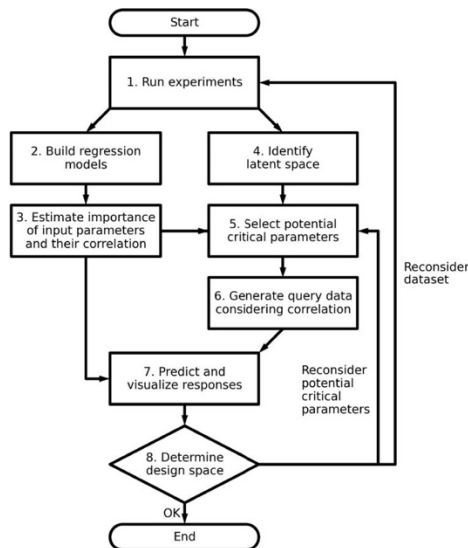 Start
1. Run experiments
2. Build regression
models
4. Identify
latent space
3. Estimate importance
of input parameters
and their correlation
5. Select potential
critical parameters
Reconsider
dataset
6. Generate query data
considering correlation
7. Predict and
visualize responses
Reconsider
potential
critical
parameters
8. Determine
design space
OK
End